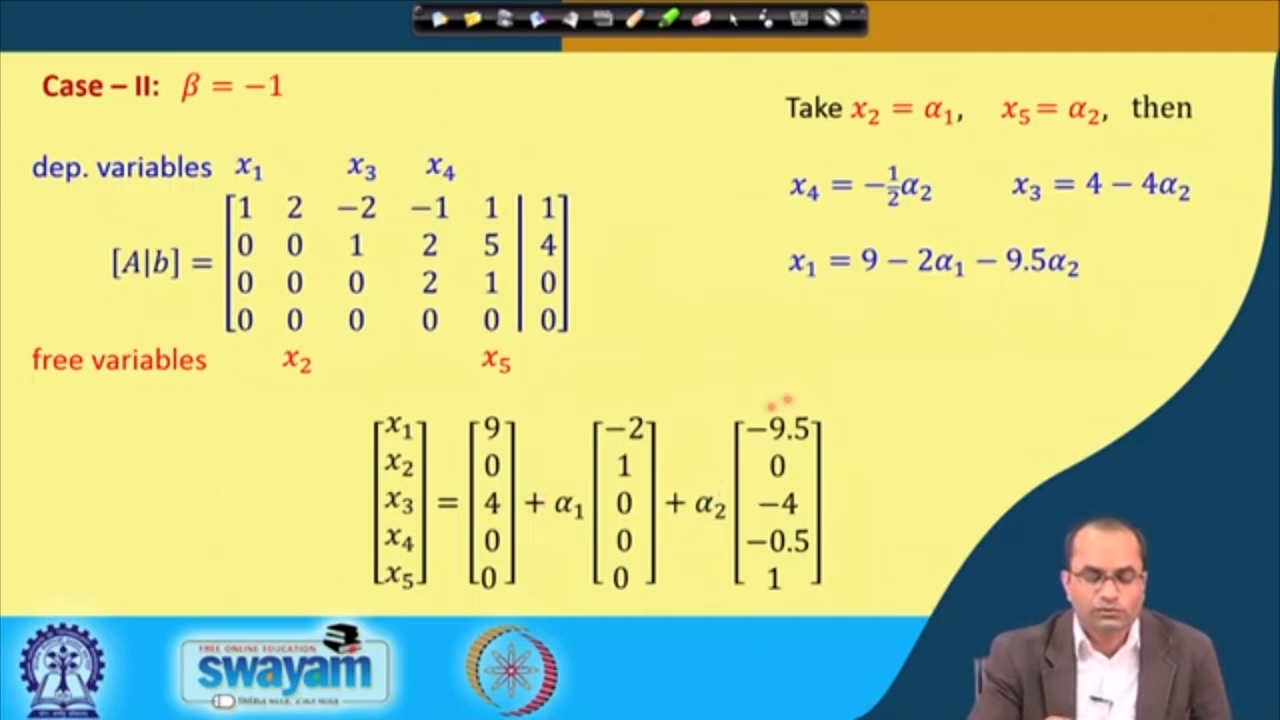 Case – II: β = −1
Take x₂ = α₁, x₅ = α₂, then
dep. variables x₁ x₃ x₄
x₄ = −½α₂ x₃ = 4 − 4α₂
[A|b] =
1 2 −2 −1 1 | 1
0 0 1 2 5 | 4
0 0 0 2 1 | 0
0 0 0 0 0 | 0
x₁ = 9 − 2α₁ − 9.5α₂
free variables x₂ x₅
[x₁ x₂ x₃ x₄ x₅] = [9 0 4 0 0] + α₁ [−2 1 0 0 0] + α₂ [−9.5 0 −4 −0.5 1]
FREE ONLINE EDUCATION
swayam